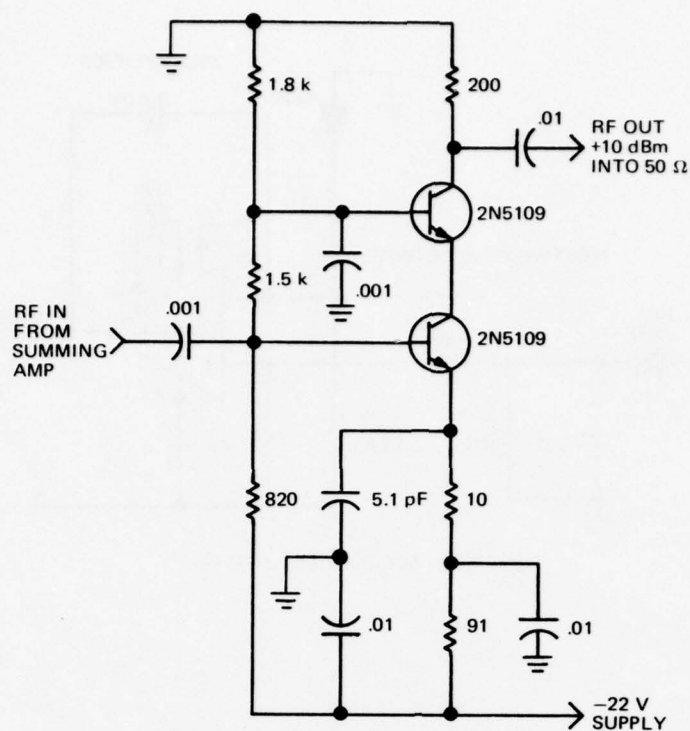 1.8 k
200
.01
RF OUT
+10 dBm
INTO 50 Ω
2N5109
1.5 k
.001
RF IN
FROM
SUMMING
AMP
.001
2N5109
820
5.1 pF
10
.01
91
.01
−22 V
SUPPLY